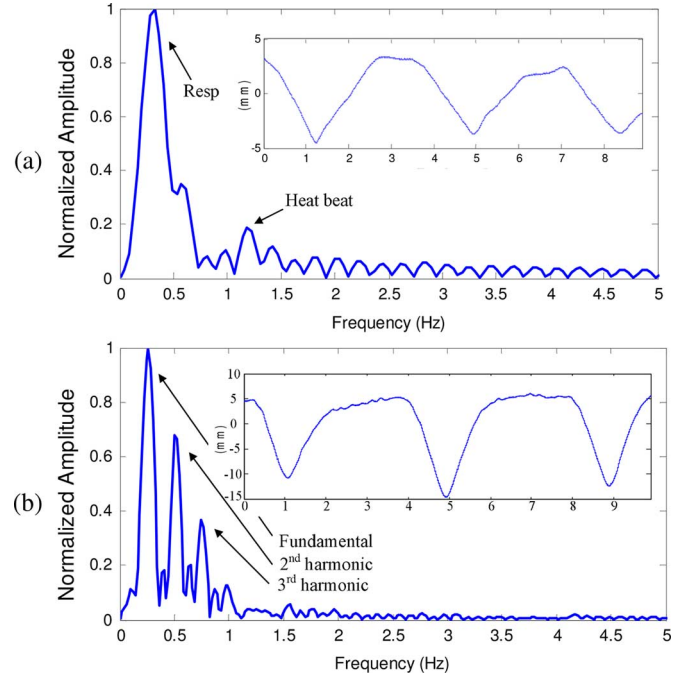 (a)
Normalized Amplitude
1
0.8
0.6
0.4
0.2
0
Resp
Heat beat
5
0
-5
(mm)
0 1 2 3 4 5 6 7 8
0 0.5 1 1.5 2 2.5 3 3.5 4 4.5 5
Frequency (Hz)
(b)
Normalized Amplitude
1
0.8
0.6
0.4
0.2
0
10
5
0
-5
-10
-15
(mm)
0 1 2 3 4 5 6 7 8 9
Fundamental
2nd harmonic
3rd harmonic
0 0.5 1 1.5 2 2.5 3 3.5 4 4.5 5
Frequency (Hz)